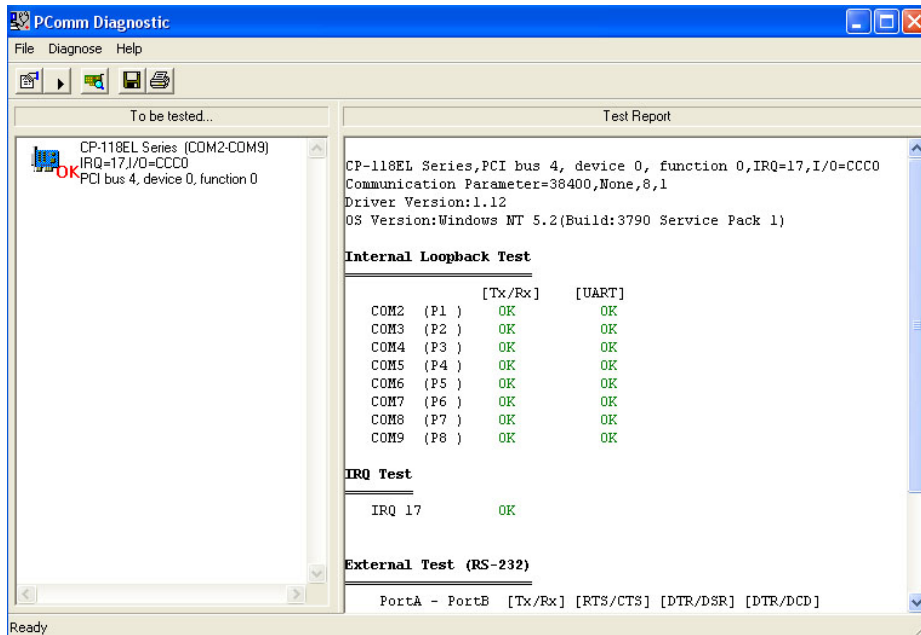 PComm Diagnostic
File Diagnose Help
To be tested...
CP-118EL Series (COM2-COM9)
IRQ=17,I/O=CCC0
PCI bus 4, device 0, function 0
OK
Test Report
CP-118EL Series,PCI bus 4, device 0, function 0,IRQ=17,I/O=CCC0
Communication Parameter=38400,None,8,1
Driver Version:1.12
OS Version:Windows NT 5.2(Build:3790 Service Pack 1)
Internal Loopback Test
[Tx/Rx] [UART]
COM2 (P1 ) OK OK
COM3 (P2 ) OK OK
COM4 (P3 ) OK OK
COM5 (P4 ) OK OK
COM6 (P5 ) OK OK
COM7 (P6 ) OK OK
COM8 (P7 ) OK OK
COM9 (P8 ) OK OK
IRQ Test
IRQ 17 OK
External Test (RS-232)
PortA - PortB [Tx/Rx] [RTS/CTS] [DTR/DSR] [DTR/DCD]
Ready